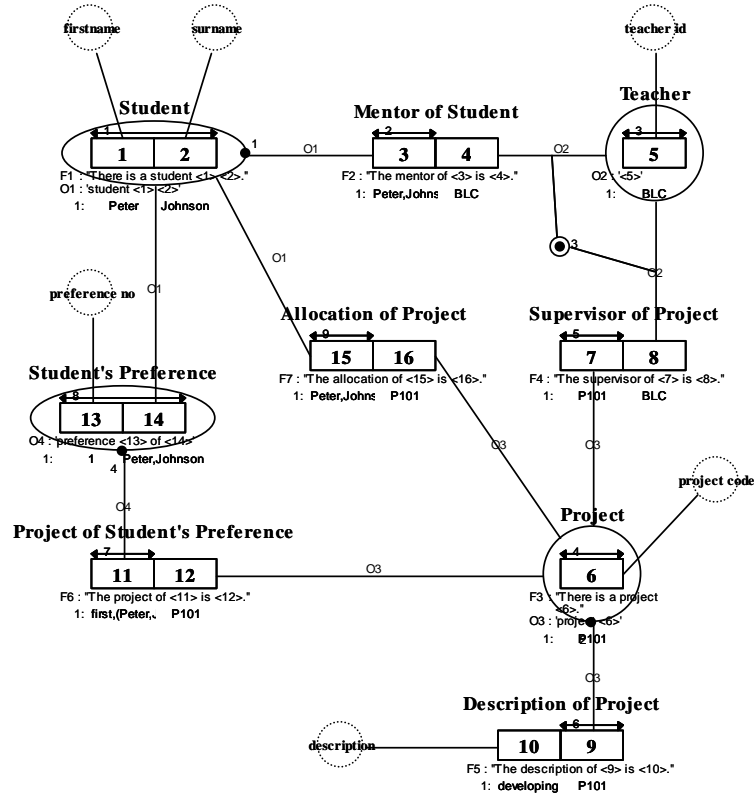 firstname
surname
teacher id
Student
Mentor of Student
Teacher
1
1
2
1
O1
2
3
4
O2
3
5
F1 : "There is a student <1> <2>."
O1 : 'student <1> <2>'
1: Peter Johnson
F2 : "The mentor of <3> is <4>."
1: Peter,Johns BLC
O2 : '<5>'
1: BLC
3
O2
O1
O1
preference no
Allocation of Project
Supervisor of Project
9
15
16
5
7
8
F7 : "The allocation of <15> is <16>."
1: Peter,Johns P101
F4 : "The supervisor of <7> is <8>."
1: P101 BLC
Student's Preference
8
13
14
O4 : 'preference <13> of <14>'
1: 1 Peter,Johnson
4
O3
O3
project code
O4
Project of Student's Preference
Project
7
11
12
O3
4
6
F6 : "The project of <11> is <12>."
1: first,(Peter, P101
F3 : "There is a project
<6>."
O3 : 'project <6>'
1: P101
2
O3
Description of Project
description
10
6
9
F5 : "The description of <9> is <10>."
1: developing P101